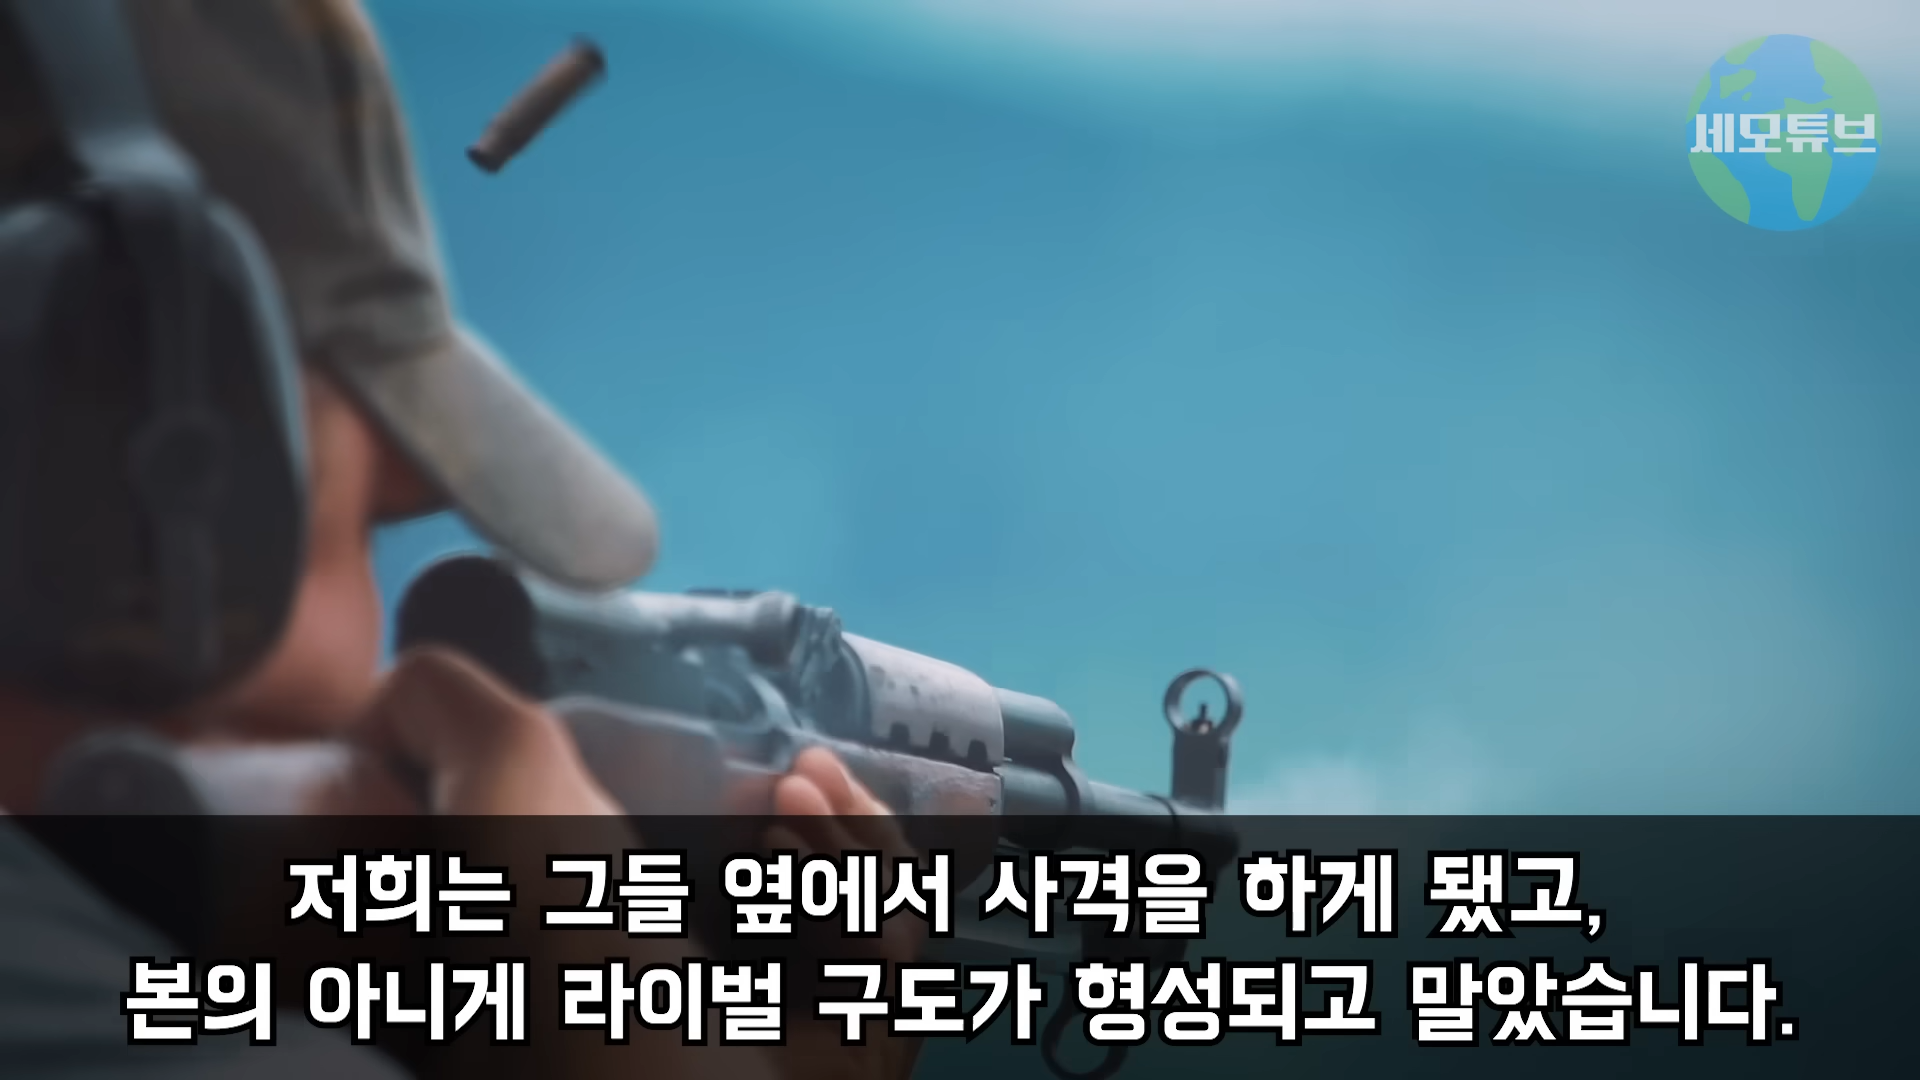 세모튜브
저희는 그들 옆에서 사격을 하게 됐고,
본의 아니게 라이벌 구도가 형성되고 말았습니다.